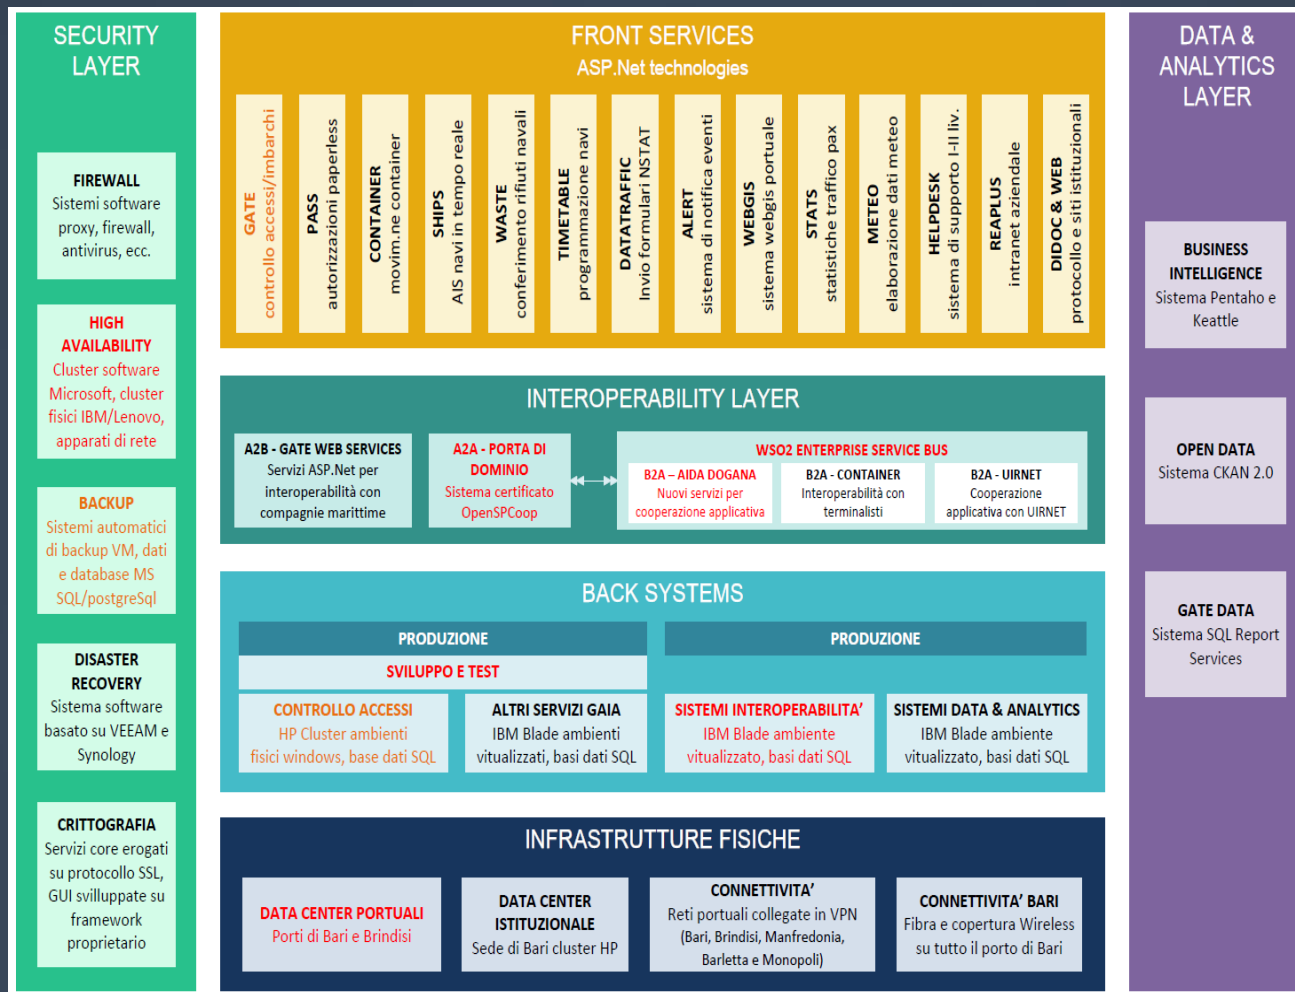 SECURITY
LAYER
FIREWALL
Sistemi software
proxy, firewall,
antivirus, ecc.
HIGH
AVAILABILITY
Cluster software
Microsoft, cluster
fisici IBM/Lenovo,
apparati di rete
BACKUP
Sistemi automatici
di backup VM, dati
e database MS
SQL/postgreSql
DISASTER
RECOVERY
Sistema software
basato su VEEAM e
Synology
CRITTOGRAFIA
Servizi core erogati
su protocollo SSL,
GUI svilluppate su
framework
proprietario
FRONT SERVICES
ASP.Net technologies
GATE
controllo accessi/imbarchi
PASS
autorizzazioni paperless
CONTAINER
movim.ne container
SHIPS
AIS navi in tempo reale
WASTE
conferimento rifiuti navali
TIMETABLE
programmazione navi
DATATRAFFIC
Invio formulari NSTAT
ALERT
sistema di notifica eventi
WEBGIS
sistema webgis portuale
STATS
statistiche traffico pax
METEO
elaborazione dati meteo
HELPDESK
sistema di supporto I-II liv.
REAPLUS
intranet aziendale
DIDOC & WEB
protocollo e siti istituzionali
INTEROPERABILITY LAYER
A2B - GATE WEB SERVICES
Servizi ASP.Net per
interoperabilità con
compagnie marittime
A2A - PORTA DI
DOMINIO
Sistema certificato
OpenSPCoop
WSO2 ENTERPRISE SERVICE BUS
B2A – AIDA DOGANA
Nuovi servizi per
cooperazione applicativa
B2A - CONTAINER
Interoperabilità con
terminalisti
B2A - UIRNET
Cooperazione
applicativa con UIRNET
BACK SYSTEMS
PRODUZIONE
SVILUPPO E TEST
CONTROLLO ACCESSI
HP Cluster ambienti
fisici windows, base dati SQL
ALTRI SERVIZI GAIA
IBM Blade ambienti
vitualizzati, basi dati SQL
PRODUZIONE
SISTEMI INTEROPERABILITA'
IBM Blade ambiente
vitualizzato, basi dati SQL
SISTEMI DATA & ANALYTICS
IBM Blade ambiente
vitualizzato, basi dati SQL
INFRASTRUTTURE FISICHE
DATA CENTER PORTUALI
Porti di Bari e Brindisi
DATA CENTER
ISTITUZIONALE
Sede di Bari cluster HP
CONNETTIVITA'
Reti portuali collegate in VPN
(Bari, Brindisi, Manfredonia,
Barletta e Monopoli)
CONNETTIVITA' BARI
Fibra e copertura Wireless
su tutto il porto di Bari
DATA &
ANALYTICS
LAYER
BUSINESS
INTELLIGENCE
Sistema Pentaho e
Keattle
OPEN DATA
Sistema CKAN 2.0
GATE DATA
Sistema SQL Report
Services